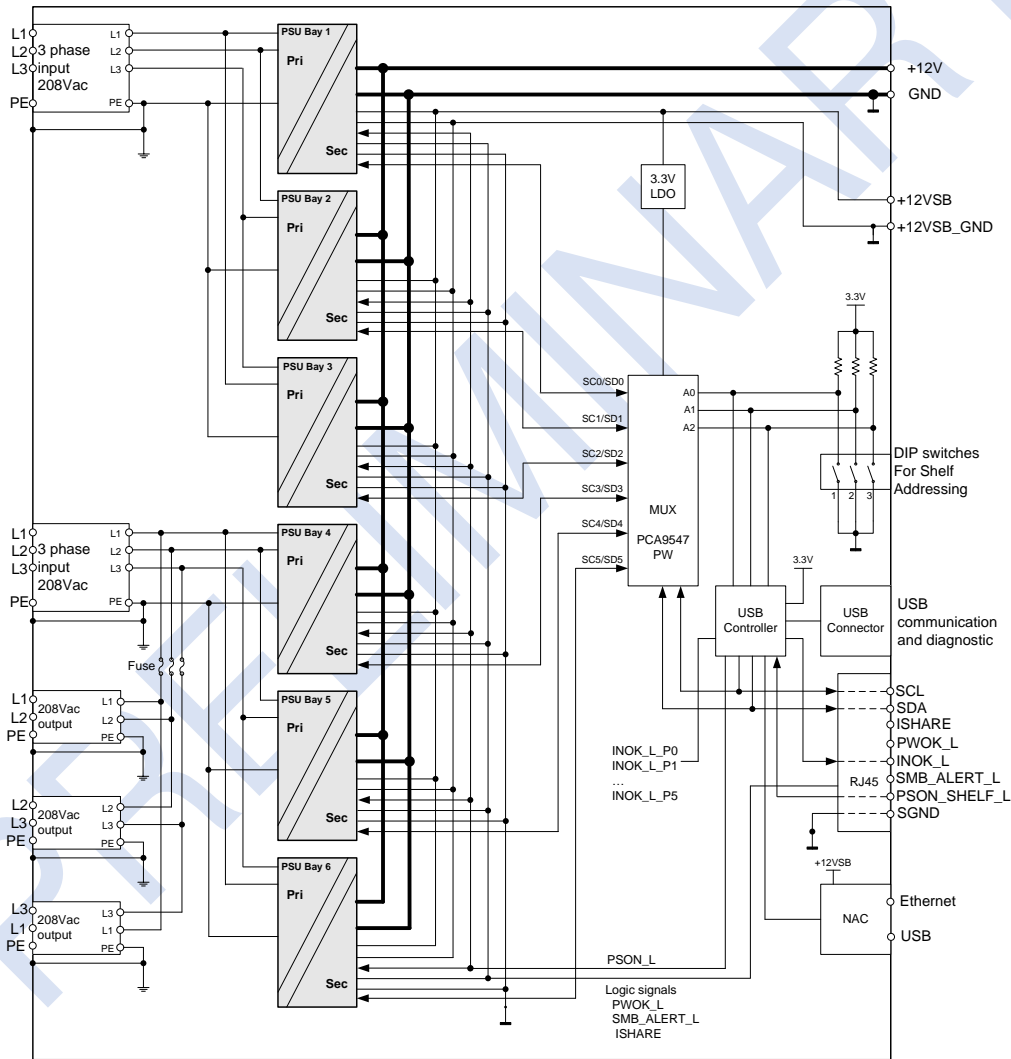 PRELIMINARY
L1
L2
L3
PE
3 phase
input
208Vac
L1
L2
L3
PE
PSU Bay 1
Pri
Sec
+12V
GND
3.3V
LDO
+12VSB
+12VSB_GND
PSU Bay 2
Pri
Sec
3.3V
PSU Bay 3
Pri
Sec
SC0/SD0
SC1/SD1
SC2/SD2
SC3/SD3
SC4/SD4
SC5/SD5
MUX
PCA9547
PW
A0
A1
A2
1 2 3
DIP switches
For Shelf
Addressing
L1
L2
L3
PE
3 phase
input
208Vac
L1
L2
L3
PE
PSU Bay 4
Pri
Sec
3.3V
USB
Controller
USB
Connector
USB
communication
and diagnostic
Fuse
L1
L2
PE
208Vac
output
L1
L2
PE
PSU Bay 5
Pri
Sec
INOK_L_P0
INOK_L_P1
...
INOK_L_P5
RJ45
SCL
SDA
ISHARE
PWOK_L
INOK_L
SMB_ALERT_L
PSON_SHELF_L
SGND
L2
L3
PE
208Vac
output
L2
L3
PE
L3
L1
PE
208Vac
output
L3
L1
PE
PSU Bay 6
Pri
Sec
+12VSB
NAC
Ethernet
USB
PSON_L
Logic signals
PWOK_L
SMB_ALERT_L
ISHARE